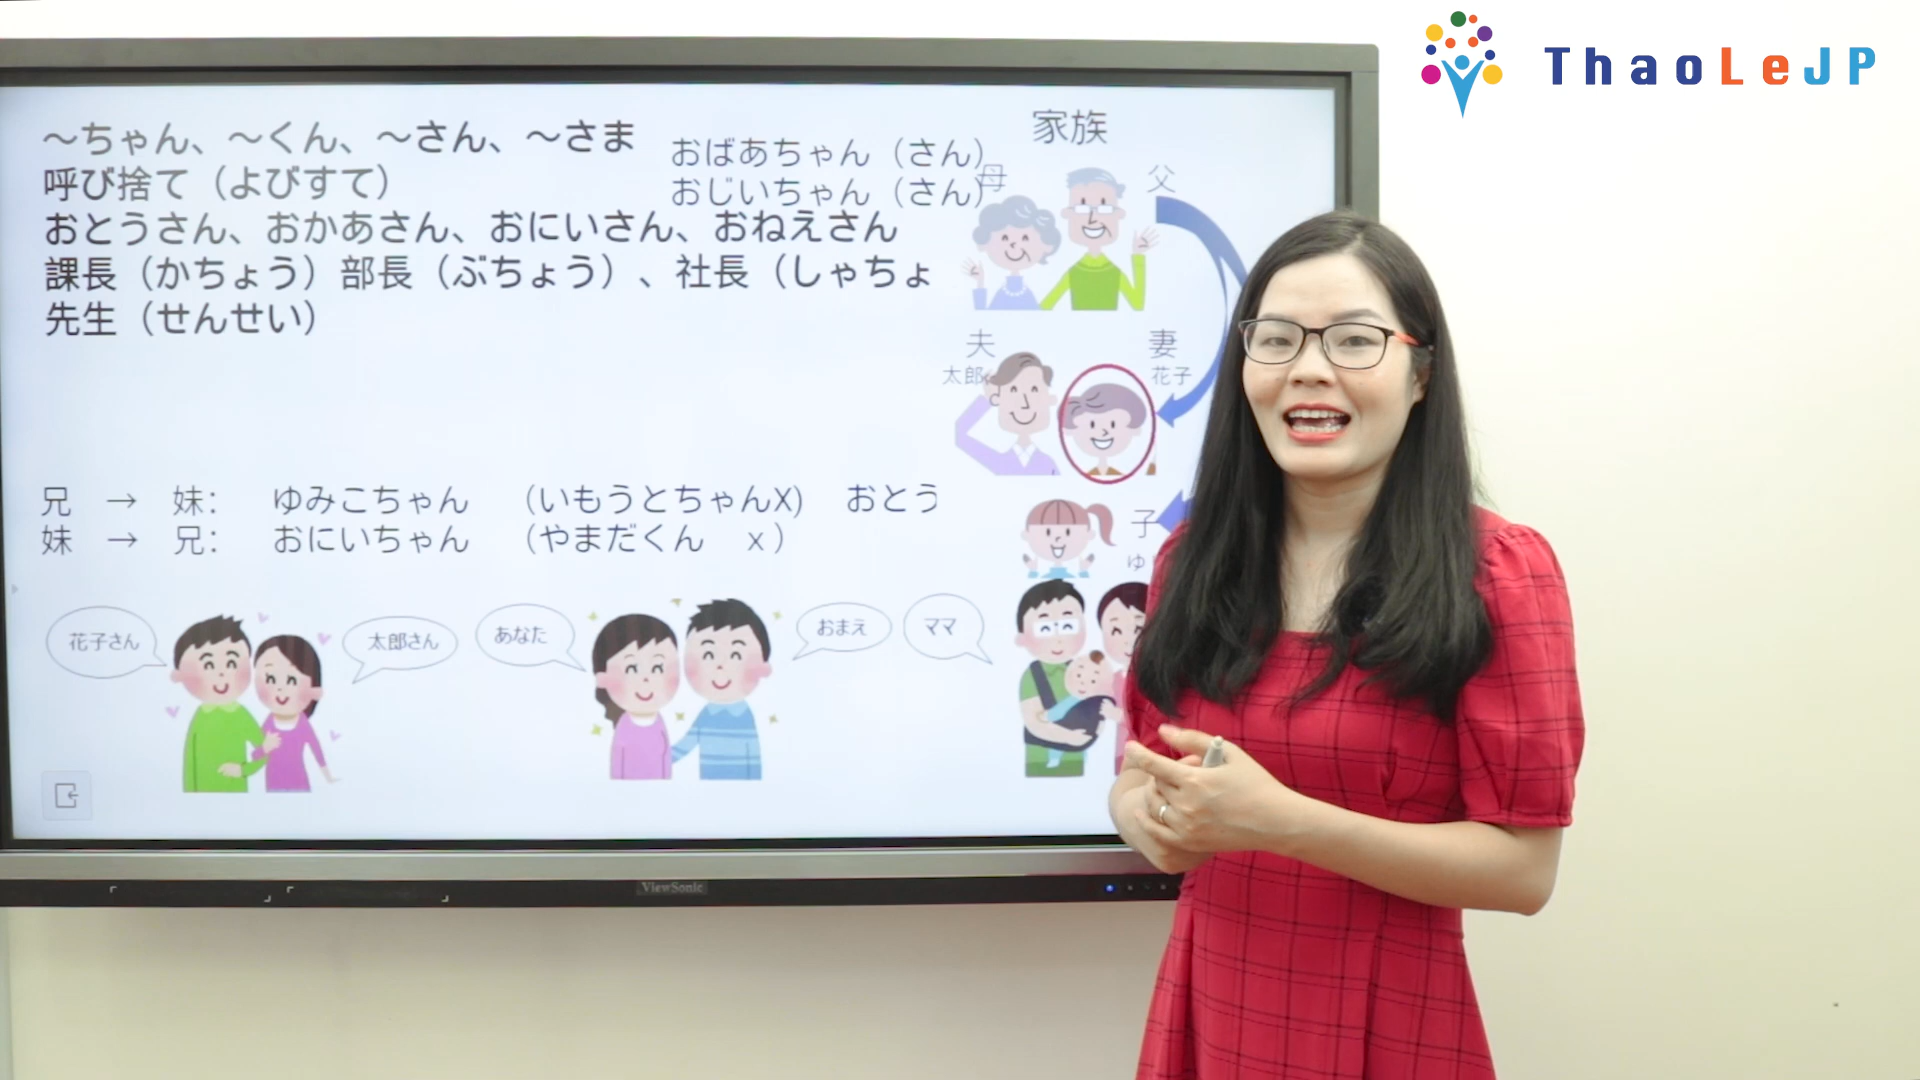 ThaoLeJP
～ちゃん、～くん、～さん、～さま
呼び捨て（よびすて）
おばあちゃん（さん）
おじいちゃん（さん）
おとうさん、おかあさん、おにいさん、おねえさん
課長（かちょう）部長（ぶちょう）、社長（しゃちょ
先生（せんせい）
家族
母
父
夫
太郎
妻
花子
子
ゆ
兄 → 妹： ゆみこちゃん （いもうとちゃんX) おとう
妹 → 兄： おにいちゃん （やまだくん x ）
花子さん
太郎さん
あなた
おまえ
ママ
ViewSonic